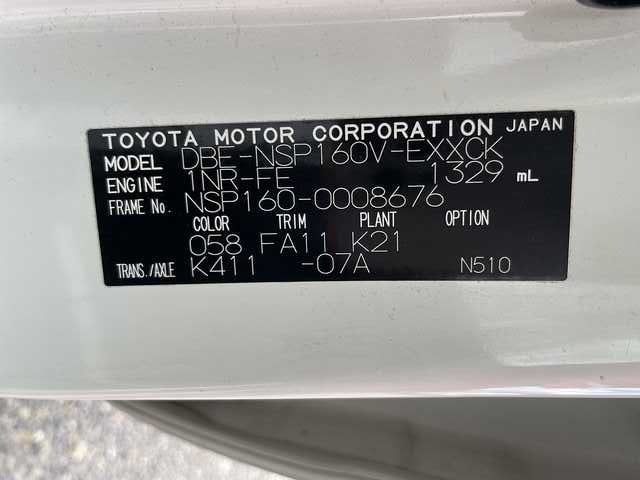 TOYOTA MOTOR CORPORATION JAPAN
MODEL DBE-NSP160V-EXXCK
ENGINE 1NR-FE 1329 mL
FRAME No. NSP160-0008676
COLOR TRIM PLANT OPTION
058 FA11 K21
TRANS./AXLE K411 -07A N510